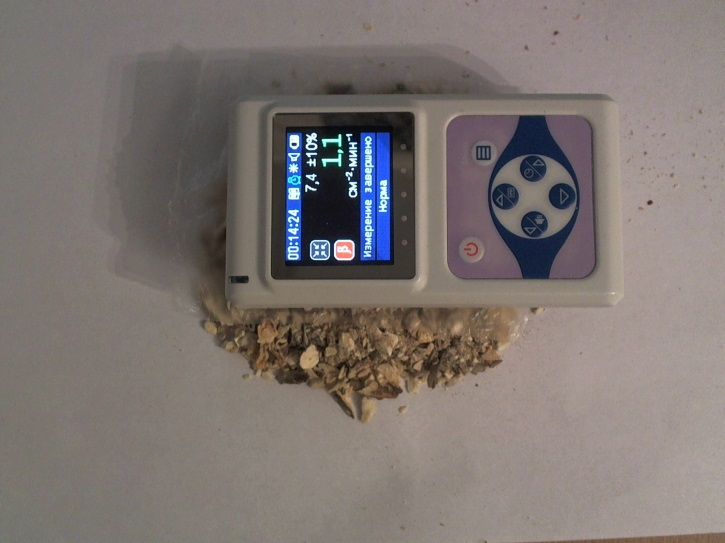 00:14:24
7,4 ±10%
1,1
β
см⁻²·мин⁻¹
Измерение завершено
Норма